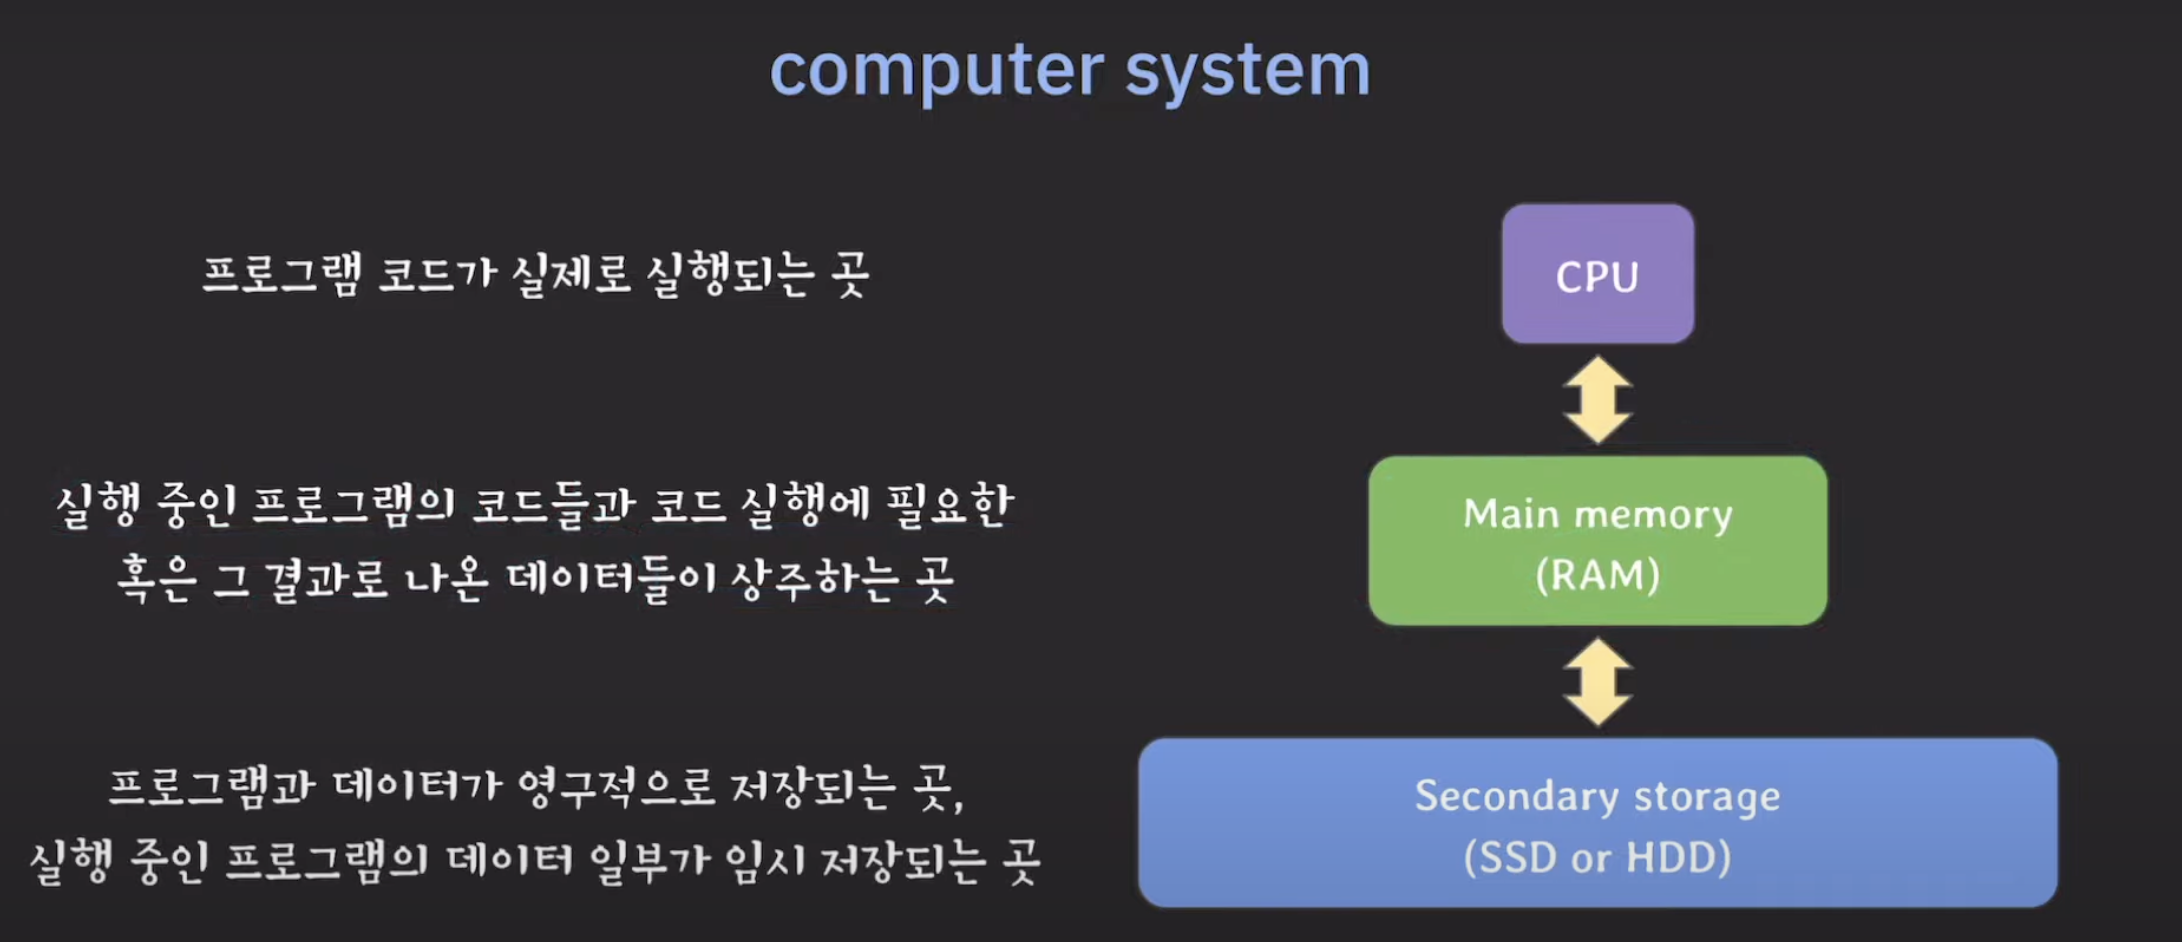 computer system
프로그램 코드가 실제로 실행되는 곳
CPU
실행 중인 프로그램의 코드들과 코드 실행에 필요한
혹은 그 결과로 나온 데이터들이 상주하는 곳
Main memory
(RAM)
프로그램과 데이터가 영구적으로 저장되는 곳,
실행 중인 프로그램의 데이터 일부가 임시 저장되는 곳
Secondary storage
(SSD or HDD)